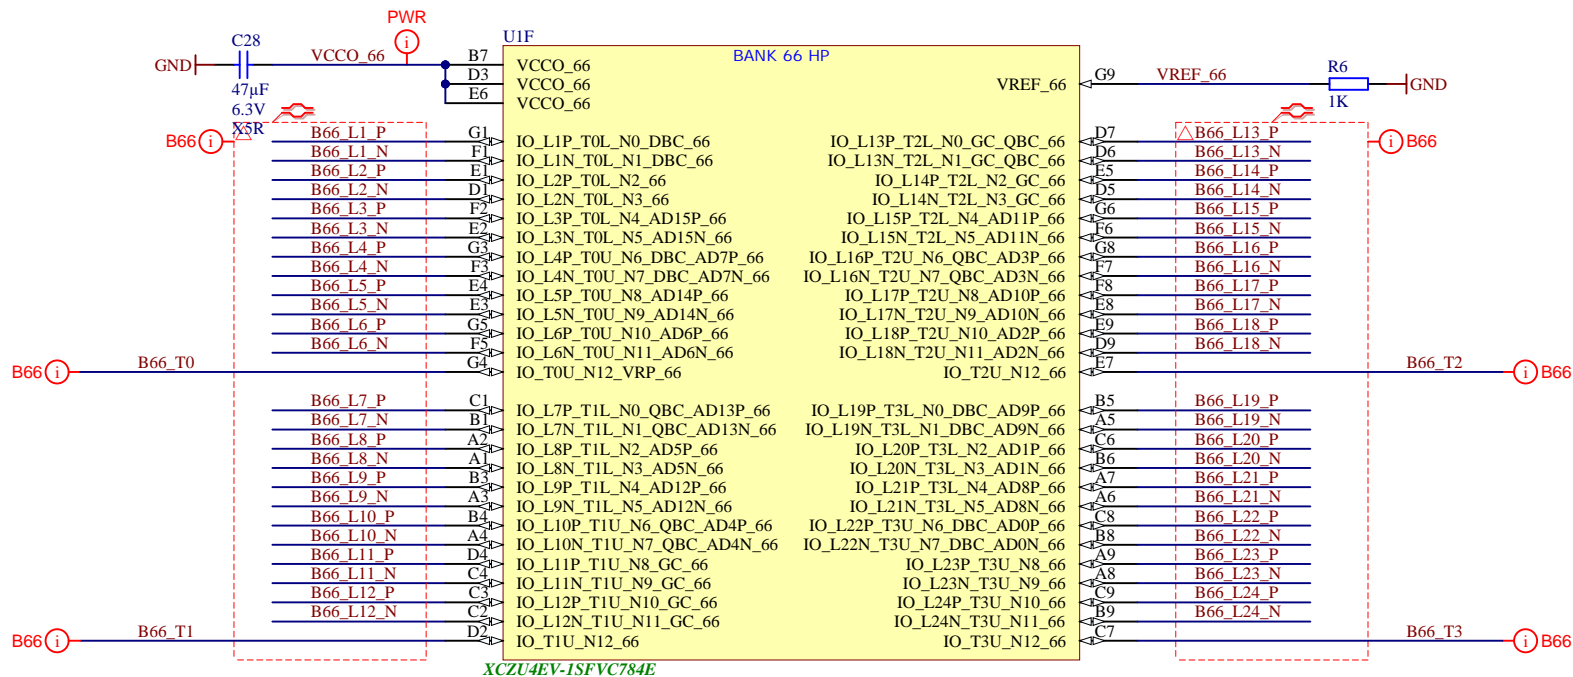 PWR
i
U1F
BANK 66 HP
C28
GND
VCCO_66
47µF
6.3V
X5R
B7 VCCO_66
D3 VCCO_66
E6 VCCO_66
VREF_66 G9 VREF_66
R6
1K
GND
B66 i
B66_L1_P G1 IO_L1P_T0L_N0_DBC_66
B66_L1_N F1 IO_L1N_T0L_N1_DBC_66
B66_L2_P E1 IO_L2P_T0L_N2_66
B66_L2_N D1 IO_L2N_T0L_N3_66
B66_L3_P F2 IO_L3P_T0L_N4_AD15P_66
B66_L3_N E2 IO_L3N_T0L_N5_AD15N_66
B66_L4_P G3 IO_L4P_T0U_N6_DBC_AD7P_66
B66_L4_N F3 IO_L4N_T0U_N7_DBC_AD7N_66
B66_L5_P E4 IO_L5P_T0U_N8_AD14P_66
B66_L5_N E3 IO_L5N_T0U_N9_AD14N_66
B66_L6_P G5 IO_L6P_T0U_N10_AD6P_66
B66_L6_N F5 IO_L6N_T0U_N11_AD6N_66
B66 i B66_T0 G4 IO_T0U_N12_VRP_66
B66_L7_P C1 IO_L7P_T1L_N0_QBC_AD13P_66
B66_L7_N B1 IO_L7N_T1L_N1_QBC_AD13N_66
B66_L8_P A2 IO_L8P_T1L_N2_AD5P_66
B66_L8_N A1 IO_L8N_T1L_N3_AD5N_66
B66_L9_P B3 IO_L9P_T1L_N4_AD12P_66
B66_L9_N A3 IO_L9N_T1L_N5_AD12N_66
B66_L10_P B4 IO_L10P_T1U_N6_QBC_AD4P_66
B66_L10_N A4 IO_L10N_T1U_N7_QBC_AD4N_66
B66_L11_P D4 IO_L11P_T1U_N8_GC_66
B66_L11_N C4 IO_L11N_T1U_N9_GC_66
B66_L12_P C3 IO_L12P_T1U_N10_GC_66
B66_L12_N C2 IO_L12N_T1U_N11_GC_66
B66 i B66_T1 D2 IO_T1U_N12_66
IO_L13P_T2L_N0_GC_QBC_66 D7 B66_L13_P
i B66
IO_L13N_T2L_N1_GC_QBC_66 D6 B66_L13_N
IO_L14P_T2L_N2_GC_66 E5 B66_L14_P
IO_L14N_T2L_N3_GC_66 D5 B66_L14_N
IO_L15P_T2L_N4_AD11P_66 G6 B66_L15_P
IO_L15N_T2L_N5_AD11N_66 F6 B66_L15_N
IO_L16P_T2U_N6_QBC_AD3P_66 G8 B66_L16_P
IO_L16N_T2U_N7_QBC_AD3N_66 F7 B66_L16_N
IO_L17P_T2U_N8_AD10P_66 F8 B66_L17_P
IO_L17N_T2U_N9_AD10N_66 E8 B66_L17_N
IO_L18P_T2U_N10_AD2P_66 E9 B66_L18_P
IO_L18N_T2U_N11_AD2N_66 D9 B66_L18_N
IO_T2U_N12_66 E7 B66_T2 i B66
IO_L19P_T3L_N0_DBC_AD9P_66 B5 B66_L19_P
IO_L19N_T3L_N1_DBC_AD9N_66 A5 B66_L19_N
IO_L20P_T3L_N2_AD1P_66 C6 B66_L20_P
IO_L20N_T3L_N3_AD1N_66 B6 B66_L20_N
IO_L21P_T3L_N4_AD8P_66 A7 B66_L21_P
IO_L21N_T3L_N5_AD8N_66 A6 B66_L21_N
IO_L22P_T3U_N6_DBC_AD0P_66 C8 B66_L22_P
IO_L22N_T3U_N7_DBC_AD0N_66 B8 B66_L22_N
IO_L23P_T3U_N8_66 A9 B66_L23_P
IO_L23N_T3U_N9_66 A8 B66_L23_N
IO_L24P_T3U_N10_66 C9 B66_L24_P
IO_L24N_T3U_N11_66 B9 B66_L24_N
IO_T3U_N12_66 C7 B66_T3 i B66
XCZU4EV-1SFVC784E